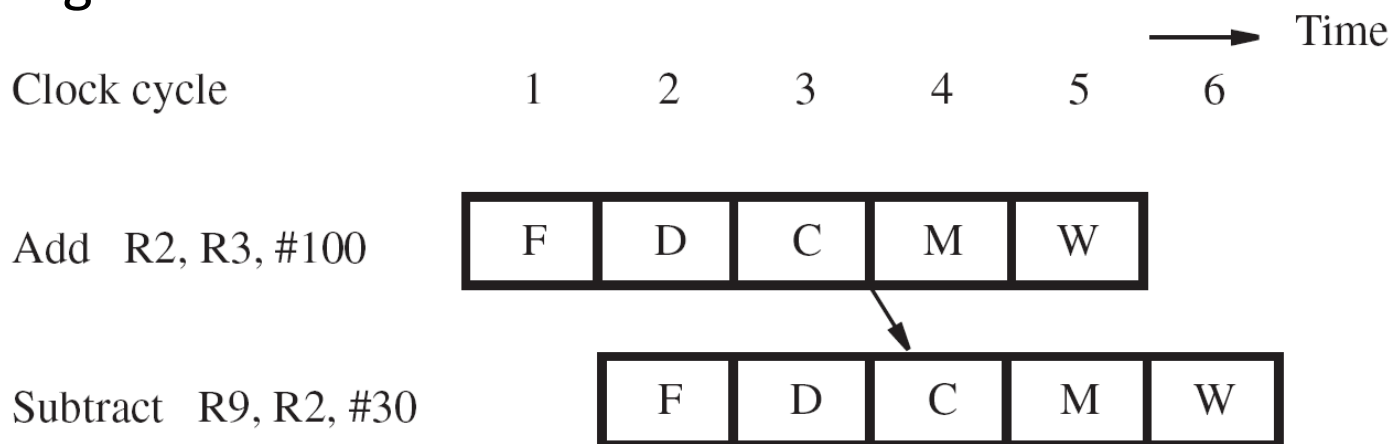 Time
Clock cycle 1 2 3 4 5 6
Add R2, R3, #100 F D C M W
Subtract R9, R2, #30 F D C M W